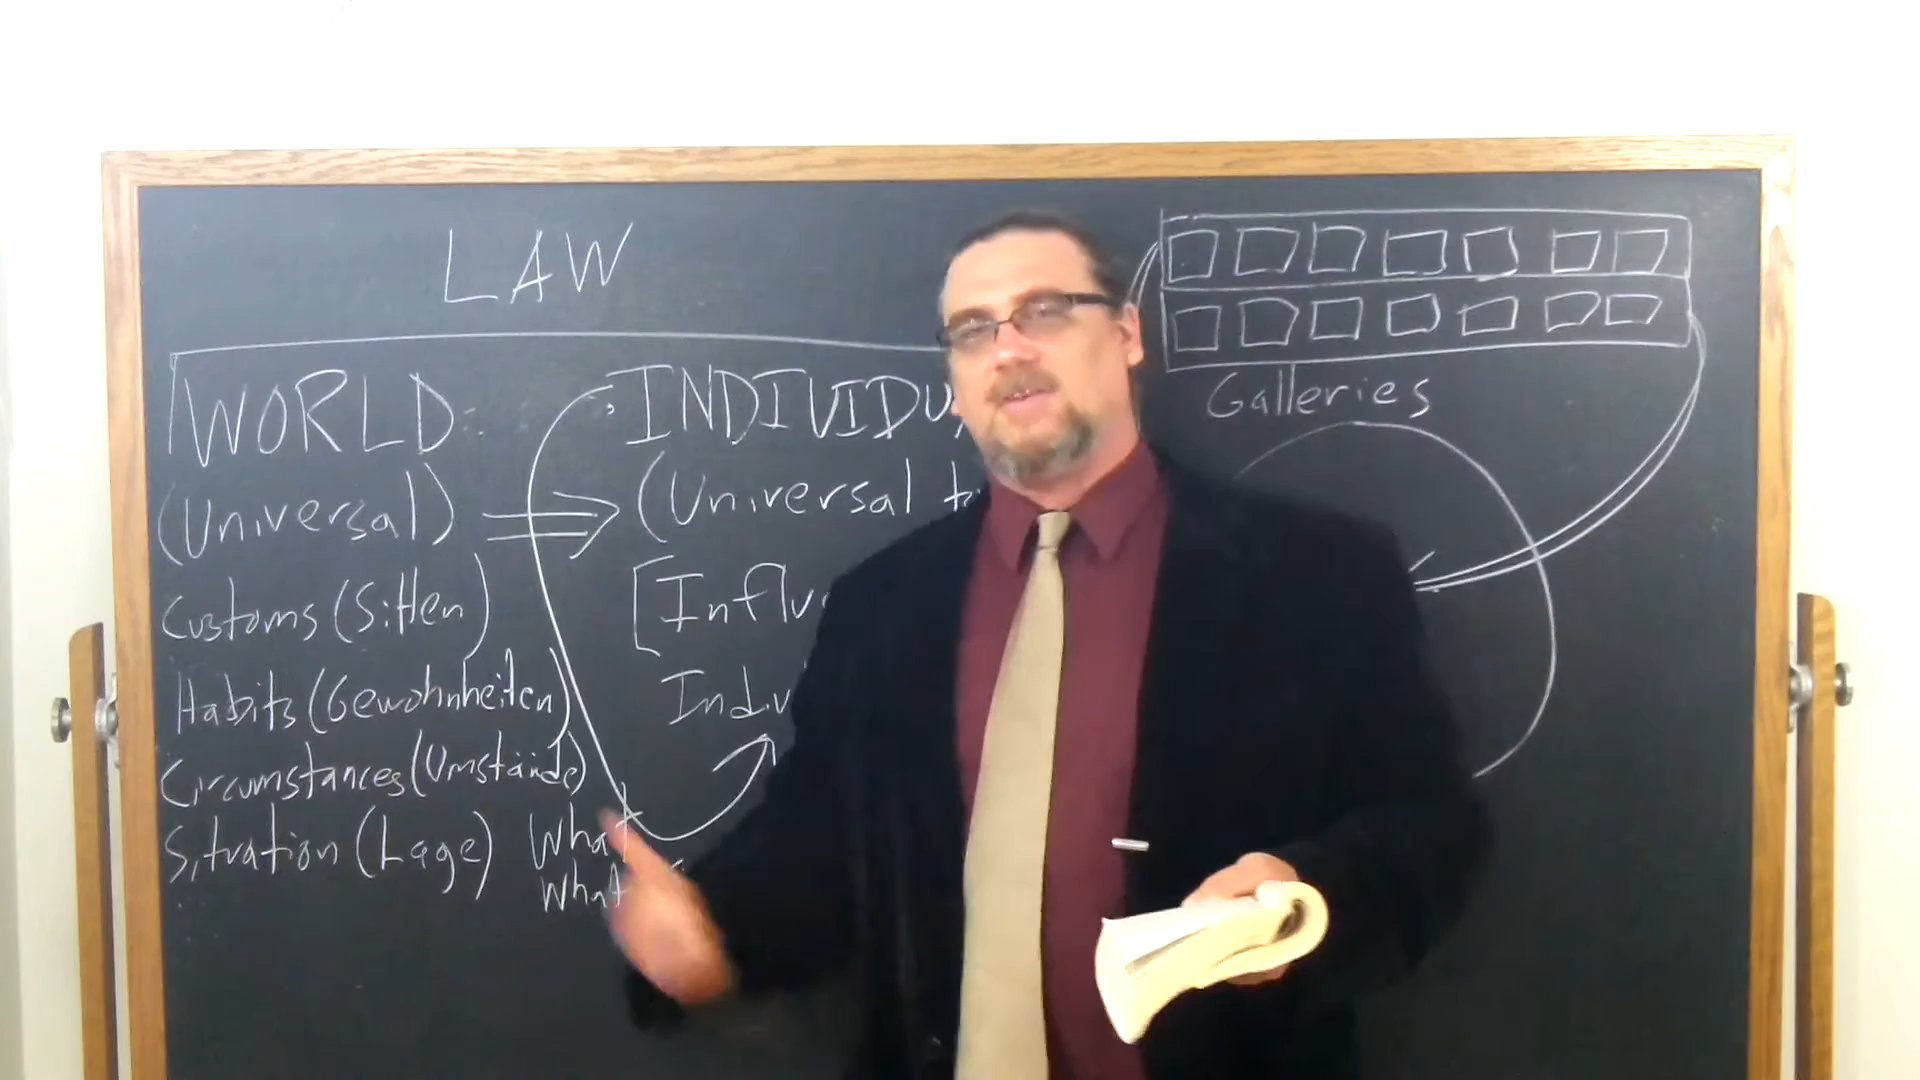 LAW
Galleries
WORLD: INDIVIDU
(Universal) (Universal
Customs (Sitten) [Influ
Habits (Gewohnheiten) Indiv
Circumstances (Umstände)
Situation (Lage) What
What